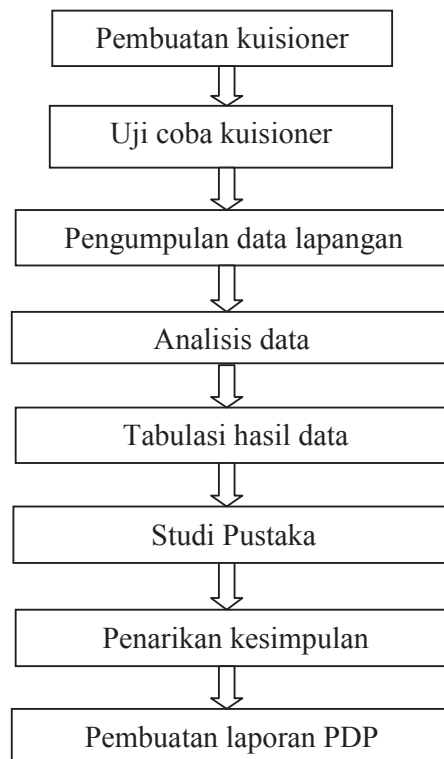 Pembuatan kuisioner
Uji coba kuisioner
Pengumpulan data lapangan
Analisis data
Tabulasi hasil data
Studi Pustaka
Penarikan kesimpulan
Pembuatan laporan PDP